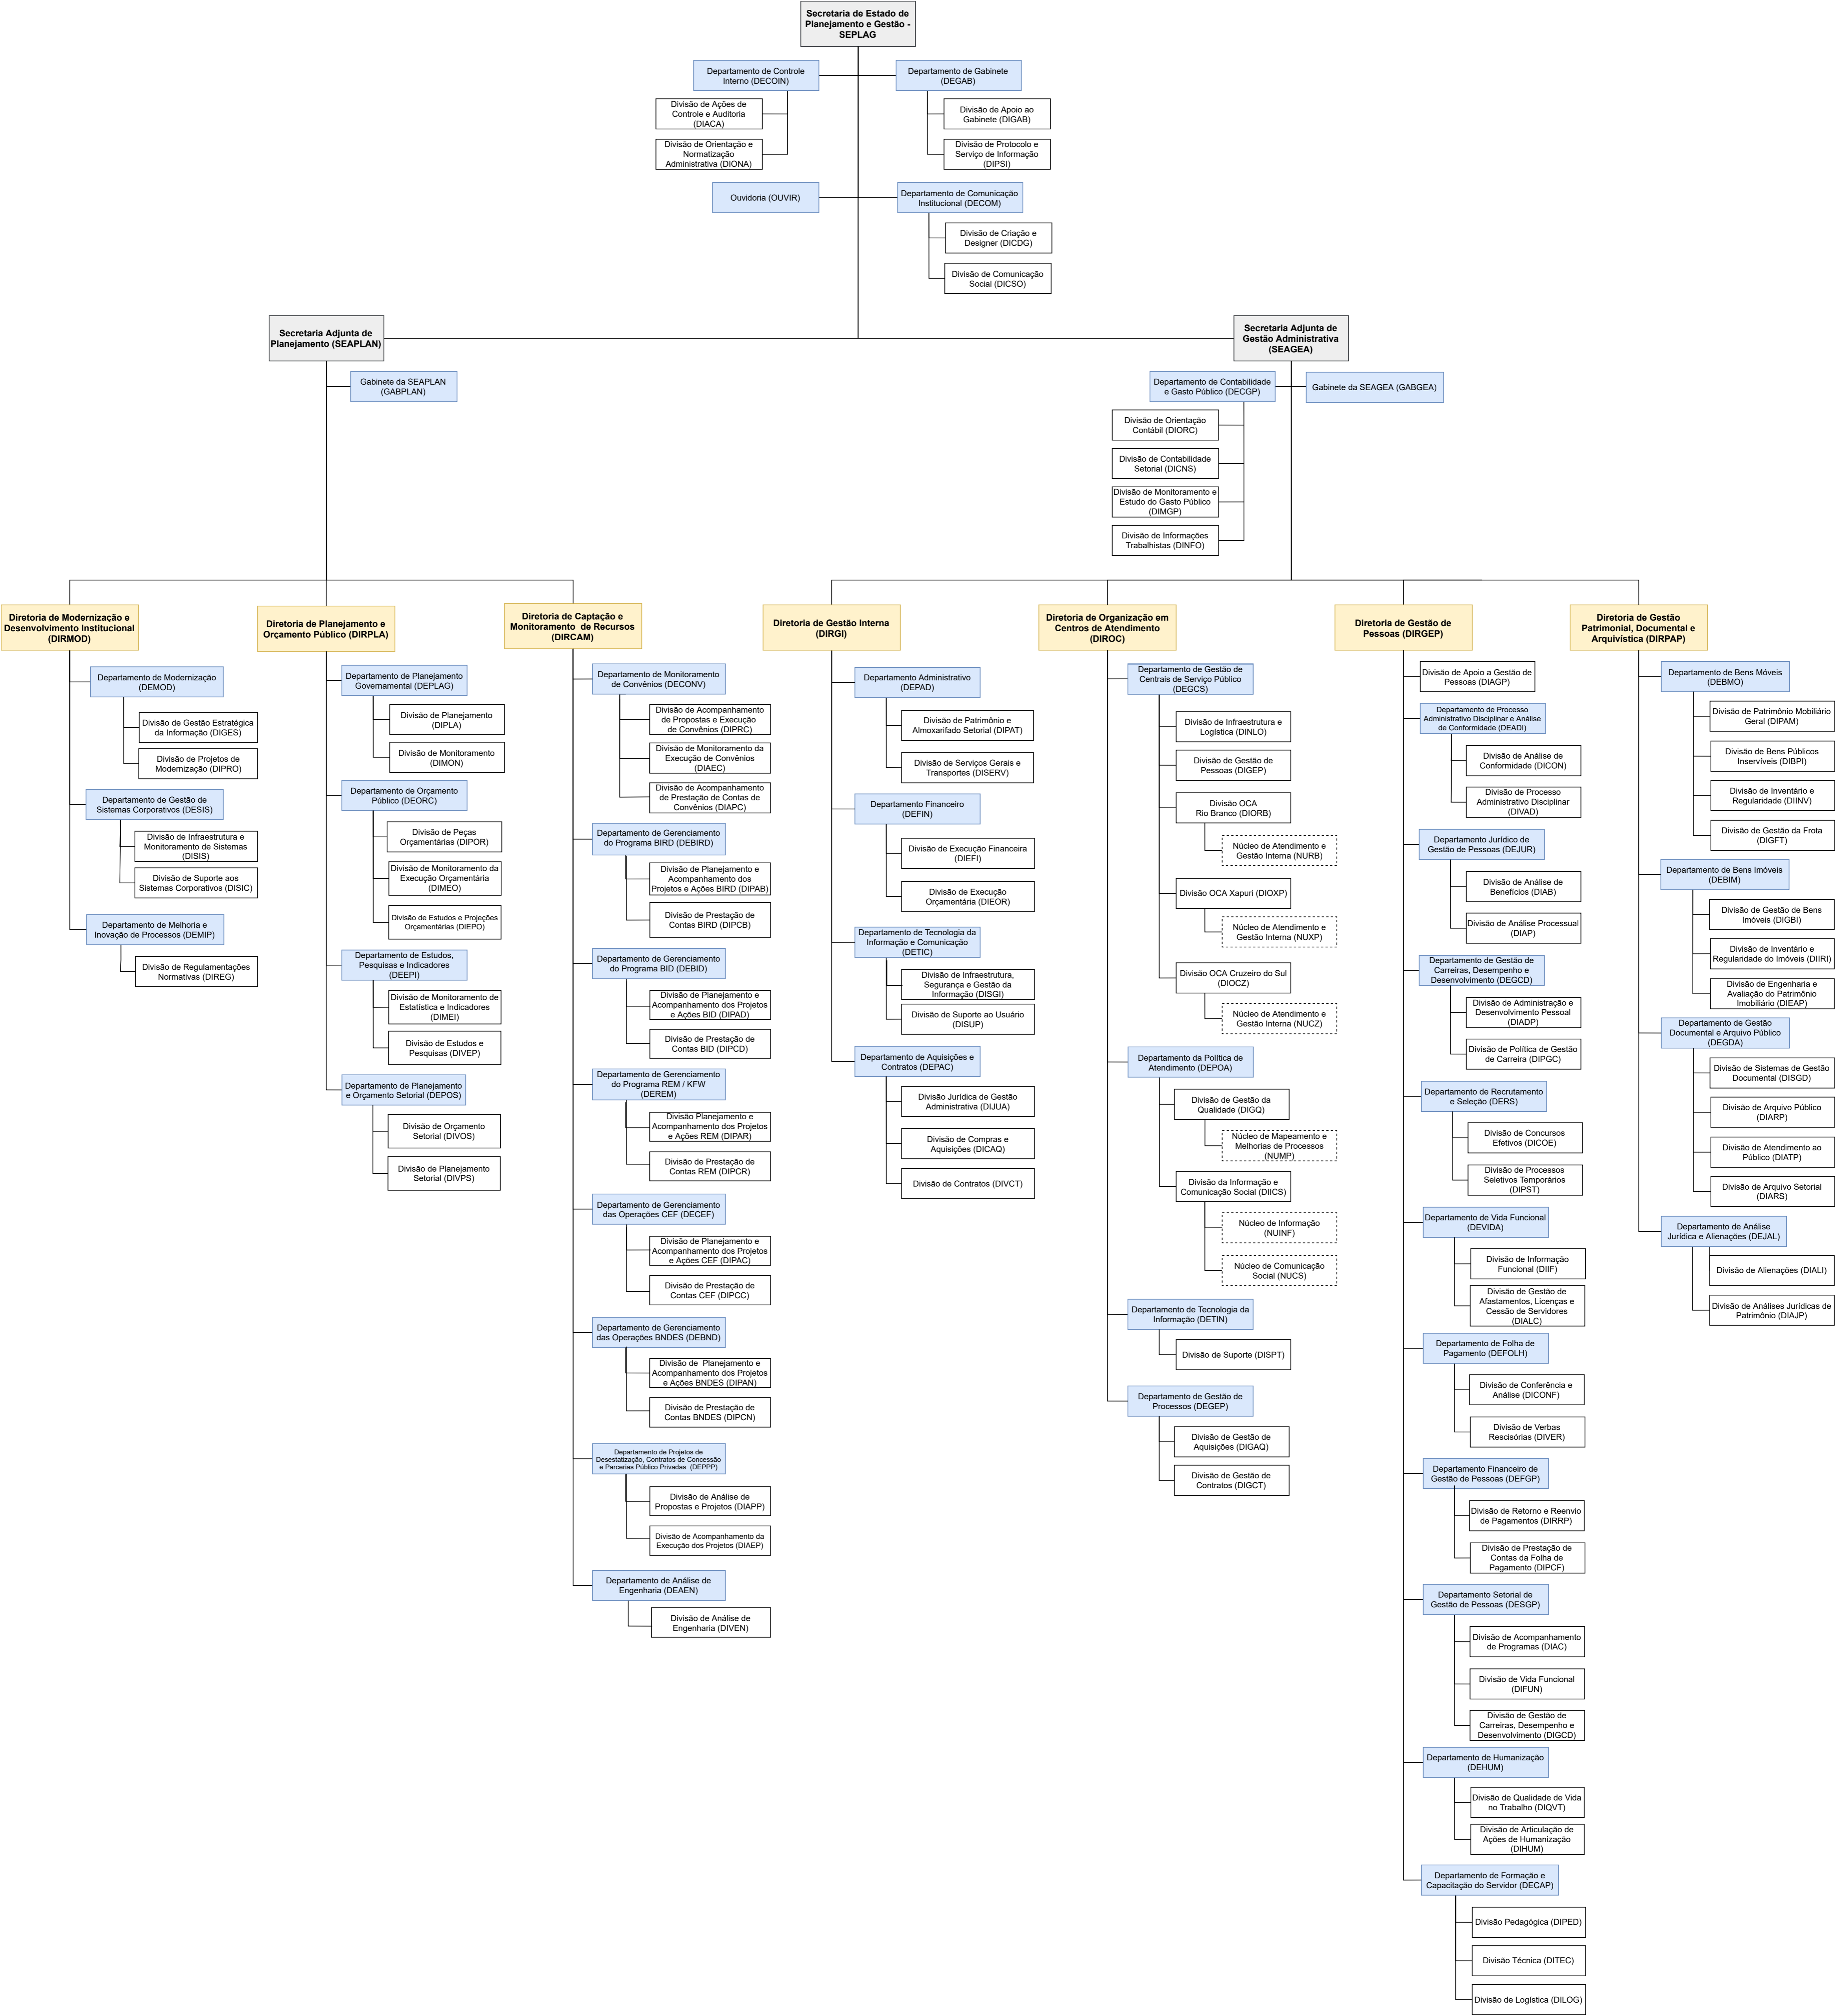 Secretaria de Estado de
Planejamento e Gestão -
SEPLAG
Departamento de Controle
Interno (DECOIN)
Departamento de Gabinete
(DEGAB)
Divisão de Ações de
Controle e Auditoria
(DIACA)
Divisão de Apoio ao
Gabinete (DIGAB)
Divisão de Orientação e
Normatização
Administrativa (DIONA)
Divisão de Protocolo e
Serviço de Informação
(DIPSI)
Ouvidoria (OUVIR)
Departamento de Comunicação
Institucional (DECOM)
Divisão de Criação e
Designer (DICDG)
Divisão de Comunicação
Social (DICSO)
Secretaria Adjunta de
Planejamento (SEAPLAN)
Secretaria Adjunta de
Gestão Administrativa
(SEAGEA)
Gabinete da SEAPLAN
(GABPLAN)
Departamento de Contabilidade
e Gasto Público (DECGP)
Gabinete da SEAGEA (GABGEA)
Divisão de Orientação
Contábil (DIORC)
Divisão de Contabilidade
Setorial (DICNS)
Divisão de Monitoramento e
Estudo do Gasto Público
(DIMGP)
Divisão de Informações
Trabalhistas (DINFO)
Diretoria de Modernização e
Desenvolvimento Institucional
(DIRMOD)
Departamento de Modernização
(DEMOD)
Divisão de Gestão Estratégica
da Informação (DIGES)
Divisão de Projetos de
Modernização (DIPRO)
Departamento de Gestão de
Sistemas Corporativos (DESIS)
Divisão de Infraestrutura e
Monitoramento de Sistemas
(DISIS)
Divisão de Suporte aos
Sistemas Corporativos (DISIC)
Departamento de Melhoria e
Inovação de Processos (DEMIP)
Divisão de Regulamentações
Normativas (DIREG)
Diretoria de Planejamento e
Orçamento Público (DIRPLA)
Departamento de Planejamento
Governamental (DEPLAG)
Divisão de Planejamento
(DIPLA)
Divisão de Monitoramento
(DIMON)
Departamento de Orçamento
Público (DEORC)
Divisão de Peças
Orçamentárias (DIPOR)
Divisão de Monitoramento da
Execução Orçamentária
(DIMEO)
Divisão de Estudos e Projeções
Orçamentárias (DIEPO)
Departamento de Estudos,
Pesquisas e Indicadores
(DEEPI)
Divisão de Monitoramento de
Estatística e Indicadores
(DIMEI)
Divisão de Estudos e
Pesquisas (DIVEP)
Departamento de Planejamento
e Orçamento Setorial (DEPOS)
Divisão de Orçamento
Setorial (DIVOS)
Divisão de Planejamento
Setorial (DIVPS)
Diretoria de Captação e
Monitoramento de Recursos
(DIRCAM)
Departamento de Monitoramento
de Convênios (DECONV)
Divisão de Acompanhamento
de Propostas e Execução
de Convênios (DIPRC)
Divisão de Monitoramento da
Execução de Convênios
(DIAEC)
Divisão de Acompanhamento
de Prestação de Contas de
Convênios (DIAPC)
Departamento de Gerenciamento
do Programa BIRD (DEBIRD)
Divisão de Planejamento e
Acompanhamento dos
Projetos e Ações BIRD (DIPAB)
Divisão de Prestação de
Contas BIRD (DIPCB)
Departamento de Gerenciamento
do Programa BID (DEBID)
Divisão de Planejamento e
Acompanhamento dos Projetos
e Ações BID (DIPAD)
Divisão de Prestação de
Contas BID (DIPCD)
Departamento de Gerenciamento
do Programa REM / KFW
(DEREM)
Divisão Planejamento e
Acompanhamento dos Projetos
e Ações REM (DIPAR)
Divisão de Prestação de
Contas REM (DIPCR)
Departamento de Gerenciamento
das Operações CEF (DECEF)
Divisão de Planejamento e
Acompanhamento dos Projetos
e Ações CEF (DIPAC)
Divisão de Prestação de
Contas CEF (DIPCC)
Departamento de Gerenciamento
das Operações BNDES (DEBND)
Divisão de Planejamento e
Acompanhamento dos Projetos
e Ações BNDES (DIPAN)
Divisão de Prestação de
Contas BNDES (DIPCN)
Departamento de Projetos de
Desestatização, Contratos de Concessão
e Parcerias Público Privadas (DEPPP)
Divisão de Análise de
Propostas e Projetos (DIAPP)
Divisão de Acompanhamento da
Execução dos Projetos (DIAEP)
Departamento de Análise de
Engenharia (DEAEN)
Divisão de Análise de
Engenharia (DIVEN)
Diretoria de Gestão Interna
(DIRGI)
Departamento Administrativo
(DEPAD)
Divisão de Patrimônio e
Almoxarifado Setorial (DIPAT)
Divisão de Serviços Gerais e
Transportes (DISERV)
Departamento Financeiro
(DEFIN)
Divisão de Execução Financeira
(DIEFI)
Divisão de Execução
Orçamentária (DIEOR)
Departamento de Tecnologia da
Informação e Comunicação
(DETIC)
Divisão de Infraestrutura,
Segurança e Gestão da
Informação (DISGI)
Divisão de Suporte ao Usuário
(DISUP)
Departamento de Aquisições e
Contratos (DEPAC)
Divisão Jurídica de Gestão
Administrativa (DIJUA)
Divisão de Compras e
Aquisições (DICAQ)
Divisão de Contratos (DIVCT)
Diretoria de Organização em
Centros de Atendimento
(DIROC)
Departamento de Gestão de
Centrais de Serviço Público
(DEGCS)
Divisão de Infraestrutura e
Logística (DINLO)
Divisão de Gestão de
Pessoas (DIGEP)
Divisão OCA
Rio Branco (DIORB)
Núcleo de Atendimento e
Gestão Interna (NURB)
Divisão OCA Xapuri (DIOXP)
Núcleo de Atendimento e
Gestão Interna (NUXP)
Divisão OCA Cruzeiro do Sul
(DIOCZ)
Núcleo de Atendimento e
Gestão Interna (NUCZ)
Departamento da Política de
Atendimento (DEPOA)
Divisão de Gestão da
Qualidade (DIGQ)
Núcleo de Mapeamento e
Melhorias de Processos
(NUMP)
Divisão da Informação e
Comunicação Social (DIICS)
Núcleo de Informação
(NUINF)
Núcleo de Comunicação
Social (NUCS)
Departamento de Tecnologia da
Informação (DETIN)
Divisão de Suporte (DISPT)
Departamento de Gestão de
Processos (DEGEP)
Divisão de Gestão de
Aquisições (DIGAQ)
Divisão de Gestão de
Contratos (DIGCT)
Diretoria de Gestão de
Pessoas (DIRGEP)
Divisão de Apoio a Gestão de
Pessoas (DIAGP)
Departamento de Processo
Administrativo Disciplinar e Análise
de Conformidade (DEADI)
Divisão de Análise de
Conformidade (DICON)
Divisão de Processo
Administrativo Disciplinar
(DIVAD)
Departamento Jurídico de
Gestão de Pessoas (DEJUR)
Divisão de Análise de
Benefícios (DIAB)
Divisão de Análise Processual
(DIAP)
Departamento de Gestão de
Carreiras, Desempenho e
Desenvolvimento (DEGCD)
Divisão de Administração e
Desenvolvimento Pessoal
(DIADP)
Divisão de Política de Gestão
de Carreira (DIPGC)
Departamento de Recrutamento
e Seleção (DERS)
Divisão de Concursos
Efetivos (DICOE)
Divisão de Processos
Seletivos Temporários
(DIPST)
Departamento de Vida Funcional
(DEVIDA)
Divisão de Informação
Funcional (DIIF)
Divisão de Gestão de
Afastamentos, Licenças e
Cessão de Servidores
(DIALC)
Departamento de Folha de
Pagamento (DEFOLH)
Divisão de Conferência e
Análise (DICONF)
Divisão de Verbas
Rescisórias (DIVER)
Departamento Financeiro de
Gestão de Pessoas (DEFGP)
Divisão de Retorno e Reenvio
de Pagamentos (DIRRP)
Divisão de Prestação de
Contas da Folha de
Pagamento (DIPCF)
Departamento Setorial de
Gestão de Pessoas (DESGP)
Divisão de Acompanhamento
de Programas (DIAC)
Divisão de Vida Funcional
(DIFUN)
Divisão de Gestão de
Carreiras, Desempenho e
Desenvolvimento (DIGCD)
Departamento de Humanização
(DEHUM)
Divisão de Qualidade de Vida
no Trabalho (DIQVT)
Divisão de Articulação de
Ações de Humanização
(DIHUM)
Departamento de Formação e
Capacitação do Servidor (DECAP)
Divisão Pedagógica (DIPED)
Divisão Técnica (DITEC)
Divisão de Logística (DILOG)
Diretoria de Gestão
Patrimonial, Documental e
Arquivística (DIRPAP)
Departamento de Bens Móveis
(DEBMO)
Divisão de Patrimônio Mobiliário
Geral (DIPAM)
Divisão de Bens Públicos
Inservíveis (DIBPI)
Divisão de Inventário e
Regularidade (DIINV)
Divisão de Gestão da Frota
(DIGFT)
Departamento de Bens Imóveis
(DEBIM)
Divisão de Gestão de Bens
Imóveis (DIGBI)
Divisão de Inventário e
Regularidade do Imóveis (DIIRI)
Divisão de Engenharia e
Avaliação do Patrimônio
Imobiliário (DIEAP)
Departamento de Gestão
Documental e Arquivo Público
(DEGDA)
Divisão de Sistemas de Gestão
Documental (DISGD)
Divisão de Arquivo Público
(DIARP)
Divisão de Atendimento ao
Público (DIATP)
Divisão de Arquivo Setorial
(DIARS)
Departamento de Análise
Jurídica e Alienações (DEJAL)
Divisão de Alienações (DIALI)
Divisão de Análises Jurídicas de
Patrimônio (DIAJP)